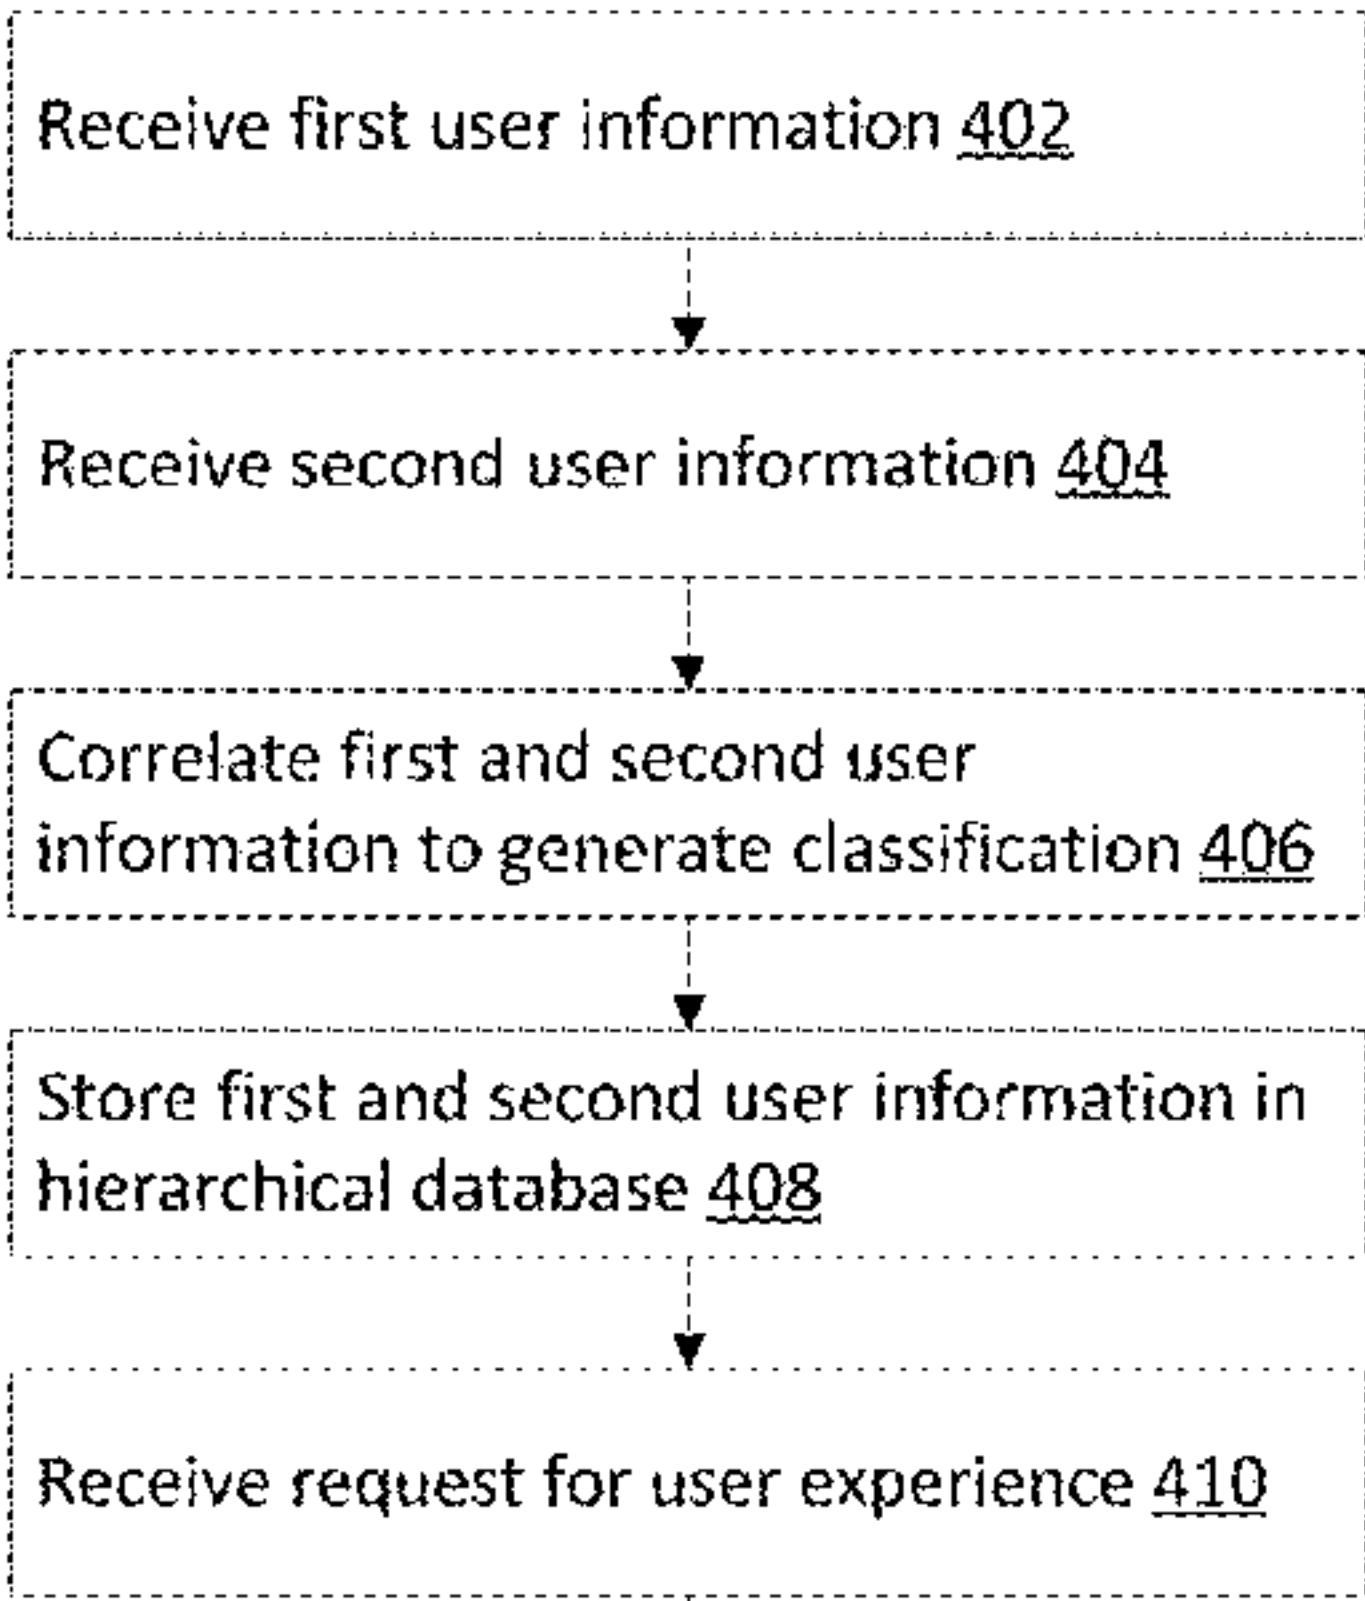 Receive first user information 402
Receive second user information 404
Correlate first and second user
information to generate classification 406
Store first and second user information in
hierarchical database 408
Receive request for user experience 410